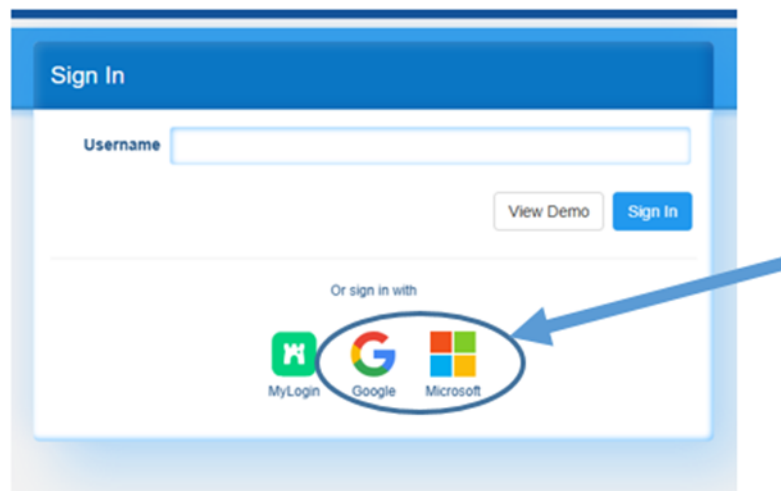 Sign In
Username
View Demo Sign In
Or sign in with
MyLogin Google Microsoft